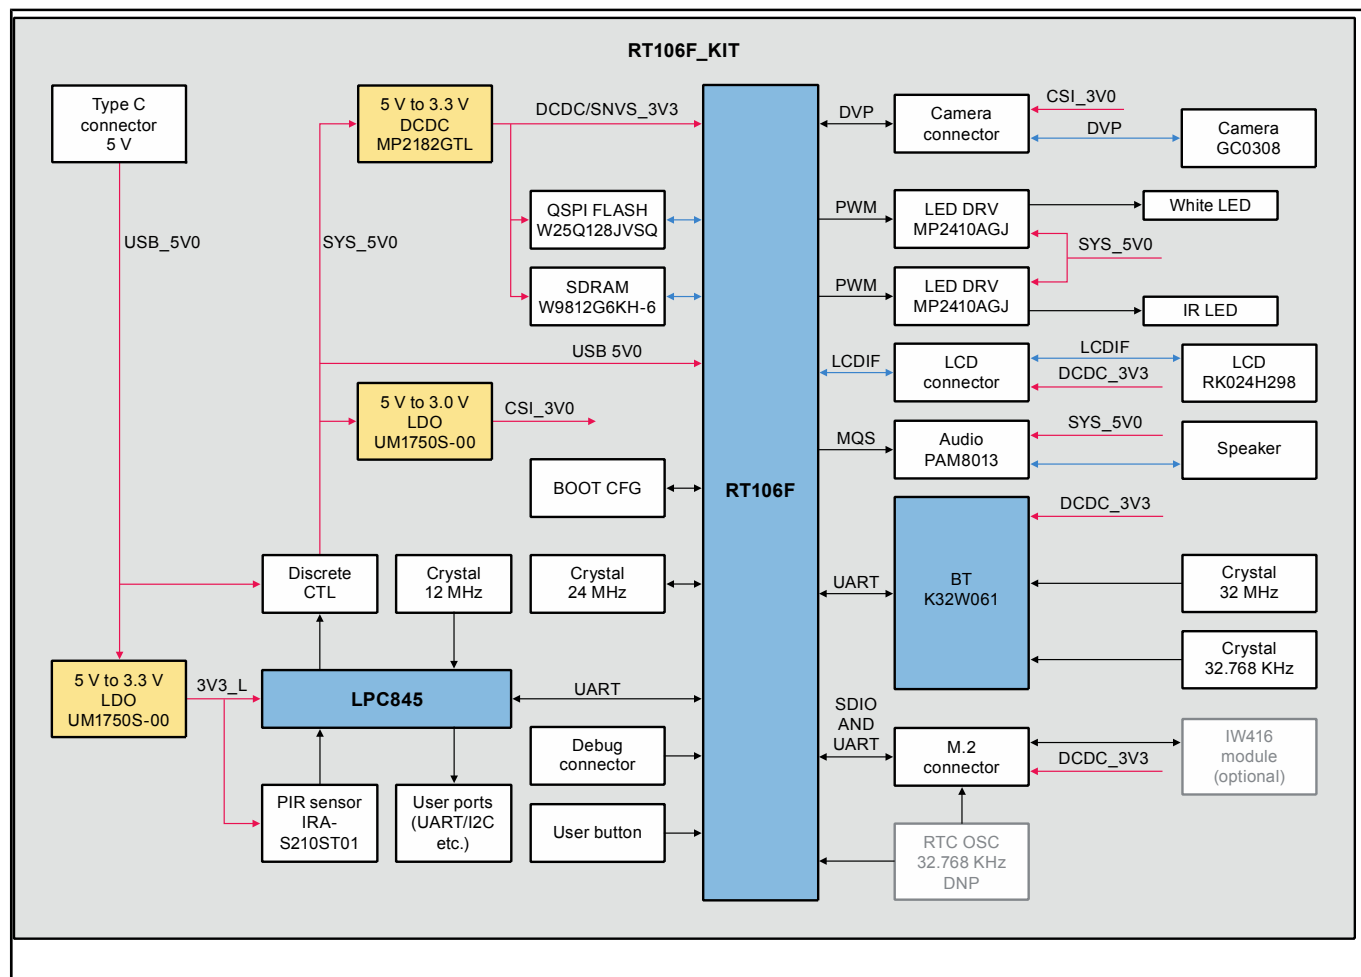 RT106F_KIT
Type C
connector
5 V
USB_5V0
SYS_5V0
5 V to 3.3 V
DCDC
MP2182GTL
DCDC/SNVS_3V3
QSPI FLASH
W25Q128JVSQ
SDRAM
W9812G6KH-6
USB 5V0
5 V to 3.0 V
LDO
UM1750S-00
CSI_3V0
BOOT CFG
Discrete
CTL
Crystal
12 MHz
Crystal
24 MHz
5 V to 3.3 V
LDO
UM1750S-00
3V3_L
LPC845
UART
Debug
connector
PIR sensor
IRA-
S210ST01
User ports
(UART/I2C
etc.)
User button
RT106F
DVP
Camera
connector
CSI_3V0
DVP
Camera
GC0308
PWM
LED DRV
MP2410AGJ
White LED
SYS_5V0
PWM
LED DRV
MP2410AGJ
IR LED
LCDIF
LCD
connector
LCDIF
DCDC_3V3
LCD
RK024H298
MQS
Audio
PAM8013
SYS_5V0
Speaker
DCDC_3V3
UART
BT
K32W061
Crystal
32 MHz
Crystal
32.768 KHz
SDIO
AND
UART
M.2
connector
DCDC_3V3
IW416
module
(optional)
RTC OSC
32.768 KHz
DNP